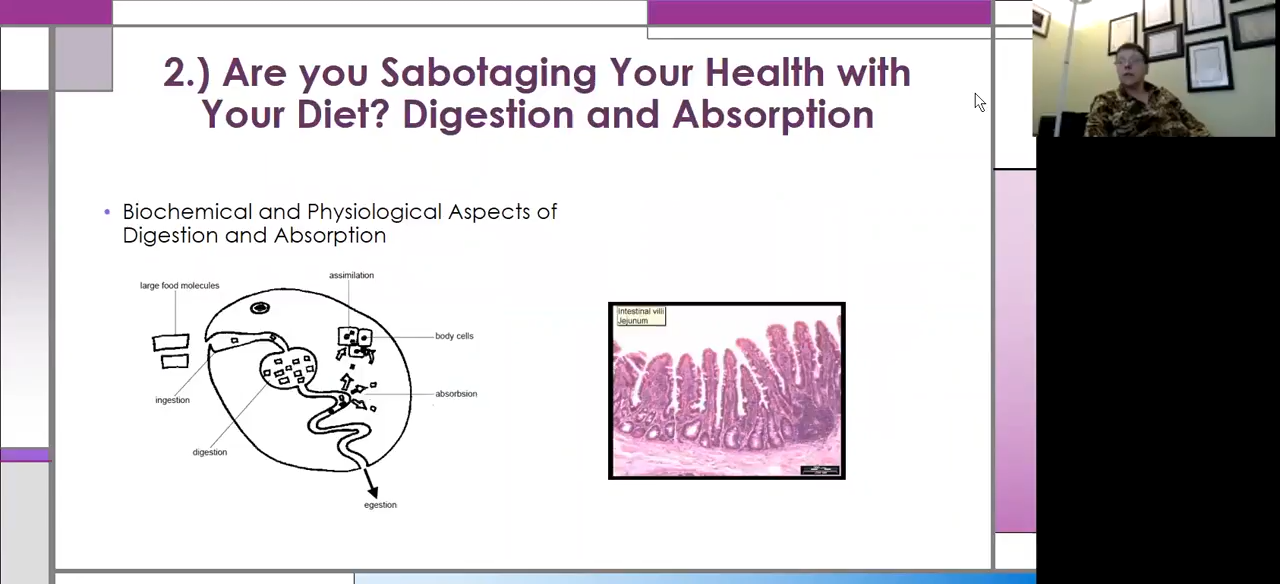 2.) Are you Sabotaging Your Health with
Your Diet? Digestion and Absorption
• Biochemical and Physiological Aspects of
Digestion and Absorption
assimilation
large food molecules
body cells
absorbsion
ingestion
digestion
egestion
Intestinal villi
Jejunum